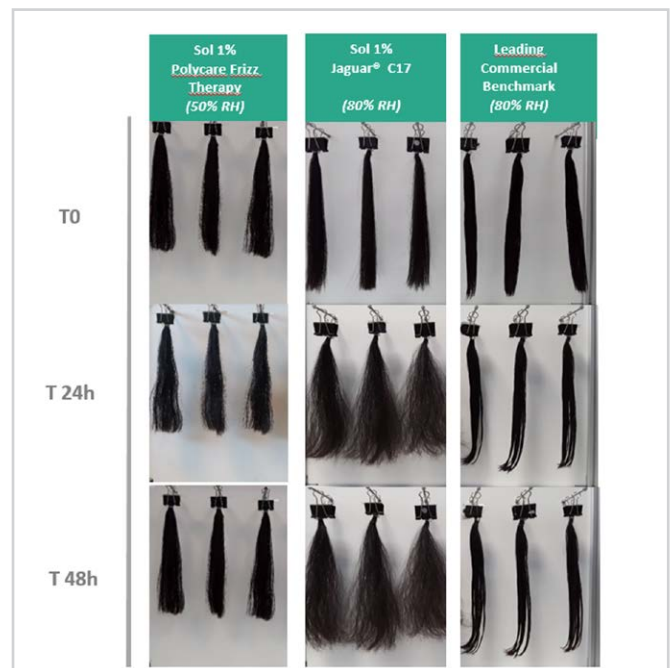 Sol 1%
Polycare Frizz
Therapy
(50% RH)
Sol 1%
Jaguar® C17
(80% RH)
Leading
Commercial
Benchmark
(80% RH)
T0
T 24h
T 48h